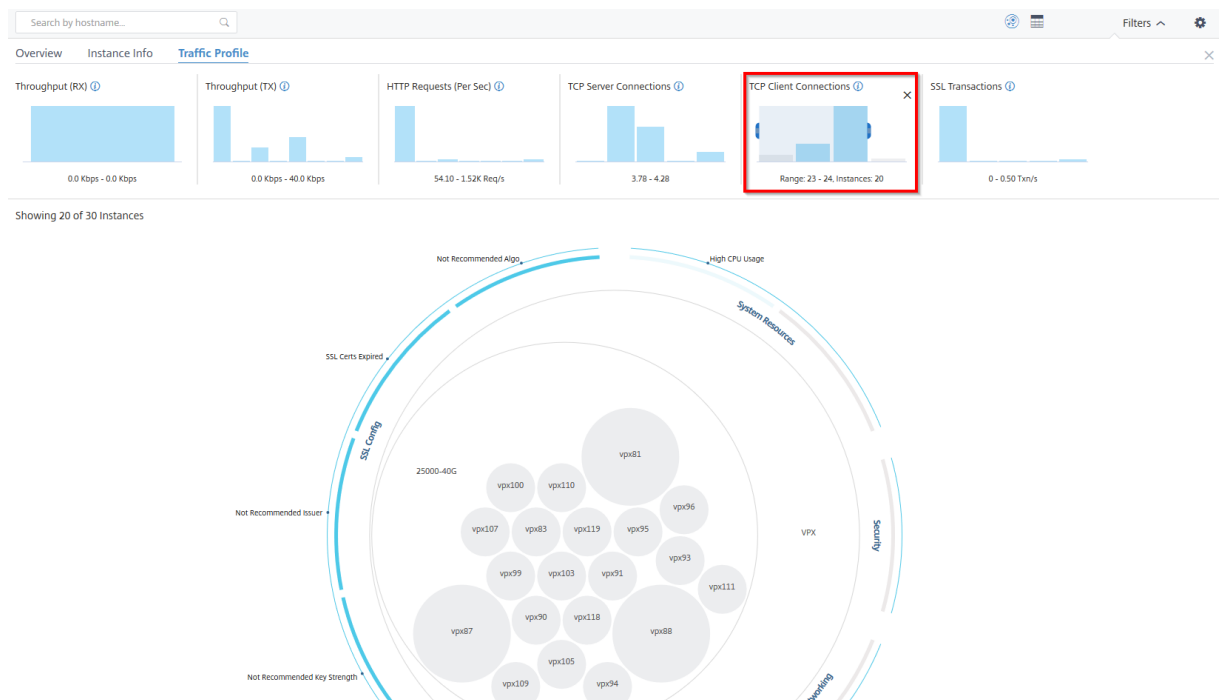 Search by hostname..
Filters
Overview Instance Info Traffic Profile
Throughput (RX)
Throughput (TX)
HTTP Requests (Per Sec)
TCP Server Connections
TCP Client Connections
SSL Transactions
0.0 Kbps - 0.0 Kbps
0.0 Kbps - 40.0 Kbps
54.10 - 1.52K Req/s
3.78 - 4.28
Range: 23 - 24, Instances: 20
0 - 0.50 Txn/s
Showing 20 of 30 Instances
Not Recommended Algo
High CPU Usage
System Resources
SSL Certs Expired
SSL Config
25000-40G
vpx81
vpx100
vpx110
vpx96
Not Recommended Issuer
vpx107
vpx83
vpx119
vpx95
VPX
Security
vpx93
vpx99
vpx103
vpx91
vpx111
vpx90
vpx118
vpx87
vpx88
vpx105
Not Recommended Key Strength
vpx109
vpx94